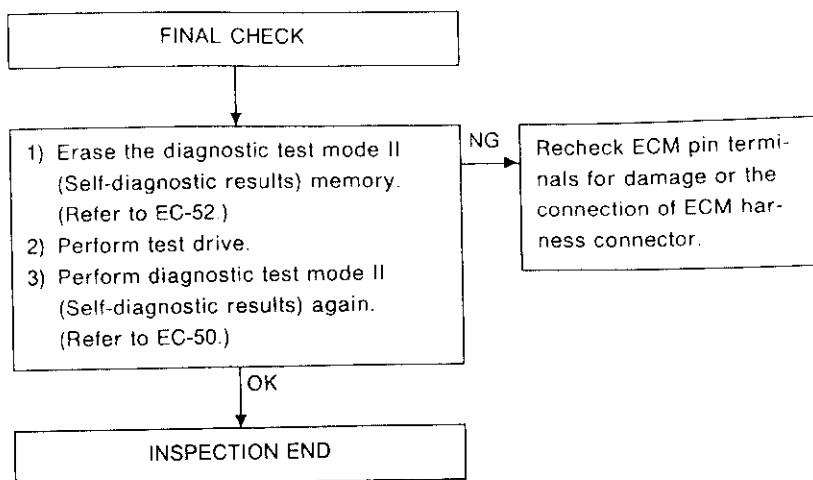 FINAL CHECK
1) Erase the diagnostic test mode II
(Self-diagnostic results) memory.
(Refer to EC-52.)
2) Perform test drive.
3) Perform diagnostic test mode II
(Self-diagnostic results) again.
(Refer to EC-50.)
NG
Recheck ECM pin termi-
nals for damage or the
connection of ECM har-
ness connector.
OK
INSPECTION END